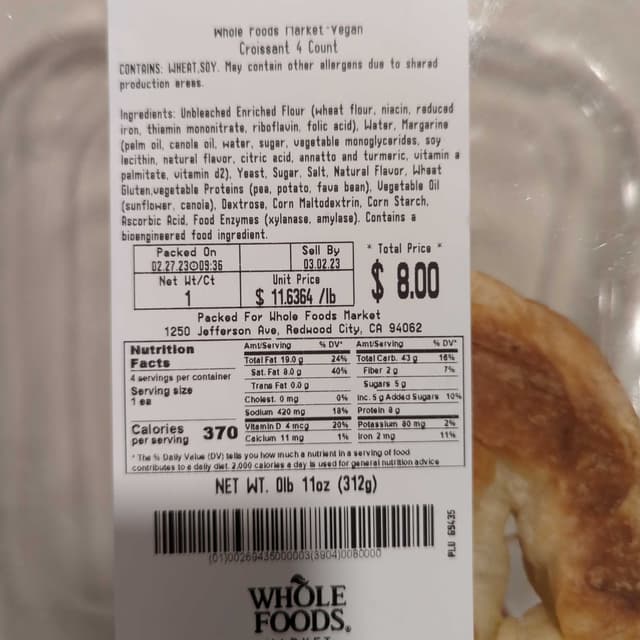 Whole Foods Market-Vegan
Croissant 4 Count
CONTAINS: WHEAT,SOY. May contain other allergens due to shared
production areas.
Ingredients: Unbleached Enriched Flour (wheat flour, niacin, reduced
iron, thiamin mononitrate, riboflavin, folic acid), Water, Margarine
(palm oil, canola oil, water, sugar, vegetable monoglycerides, soy
lecithin, natural flavor, citric acid, annatto and turmeric, vitamin a
palmitate, vitamin d2), Yeast, Sugar, Salt, Natural Flavor, Wheat
Gluten,vegetable Proteins (pea, potato, fava bean), Vegetable Oil
(sunflower, canola), Dextrose, Corn Maltodextrin, Corn Starch,
Ascorbic Acid, Food Enzymes (xylanase, amylase). Contains a
bioengineered food ingredient.
Packed On Sell By * Total Price *
02.27.23 09:36 03.02.23
Net Wt/Ct Unit Price $ 8.00
1 $ 11.6364 /lb
Packed For Whole Foods Market
1250 Jefferson Ave, Redwood City, CA 94062
Nutrition Facts
4 servings per container
Serving size
1 ea
Calories per serving 370
Amt/Serving % DV* Amt/Serving % DV*
Total Fat 19.0 g 24% Total Carb. 43 g 16%
Sat. Fat 8.0 g 40% Fiber 2 g 7%
Trans Fat 0.0 g Sugars 5 g
Cholest. 0 mg 0% Inc. 5 g Added Sugars 10%
Sodium 420 mg 18% Protein 8 g
Vitamin D 4 mcg 20% Potassium 80 mg 2%
Calcium 11 mg 1% Iron 2 mg 11%
* The % Daily Value (DV) tells you how much a nutrient in a serving of food
contributes to a daily diet. 2,000 calories a day is used for general nutrition advice
NET WT. 0lb 11oz (312g)
(01)00269435000003(3904)0080000
PLU 69435
WHOLE
FOODS.
MARKET